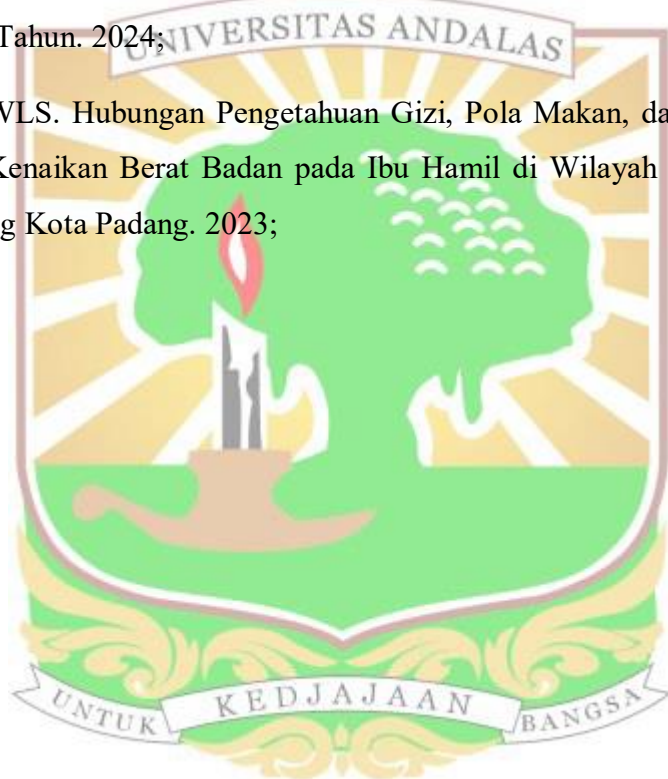 Tahun. 2024;
UNIVERSITAS ANDALAS
WLS. Hubungan Pengetahuan Gizi, Pola Makan, da
Kenaikan Berat Badan pada Ibu Hamil di Wilayah
g Kota Padang. 2023;
UNTUK KEDJAJAAN BANGSA